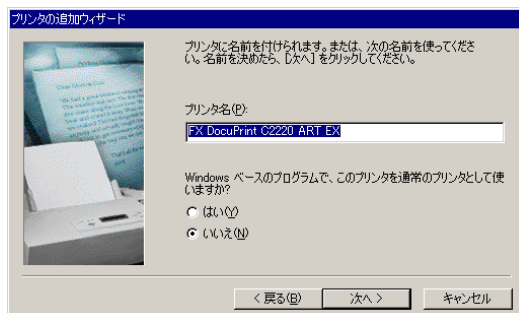 プリンタの追加ウィザード
プリンタに名前を付けられます。または、次の名前を使ってくださ
い。名前を決めたら、[次へ] をクリックしてください。
プリンタ名(P):
FX DocuPrint C2220 ART EX
Windows ベースのプログラムで、このプリンタを通常のプリンタとして使
いますか?
はい(Y)
いいえ(N)
< 戻る(B)
次へ >
キャンセル